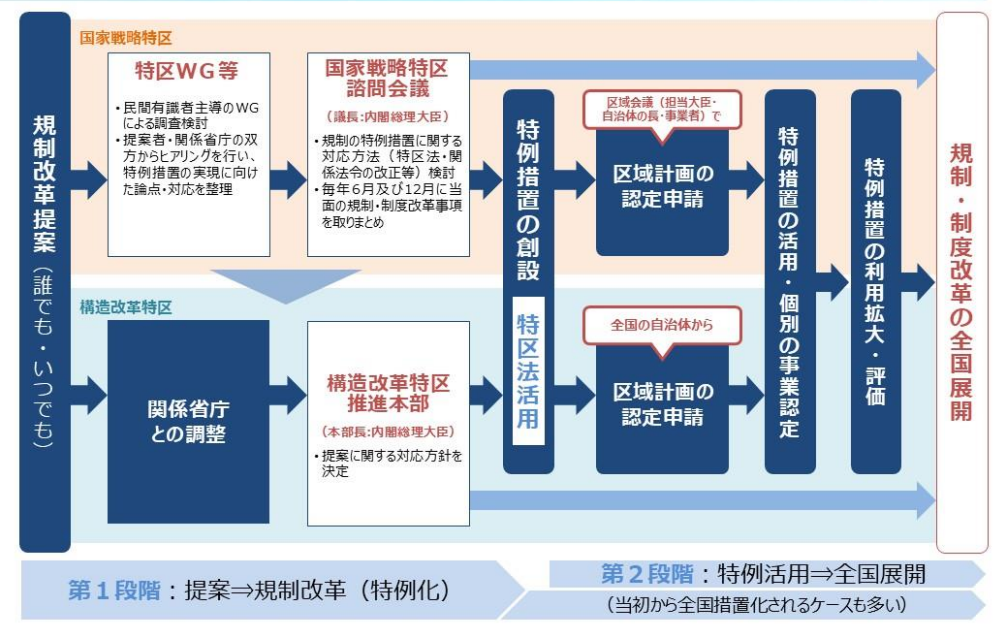 規制改革提案(誰でも・いつでも)
国家戦略特区
特区WG等
・民間有識者主導のWG
による調査検討
・提案者・関係省庁の双
方からヒアリングを行い、
特例措置の実現に向け
た論点・対応を整理
国家戦略特区
諮問会議
(議長:内閣総理大臣)
・規制の特例措置に関する
対応方法(特区法・関
係法令の改正等)検討
・毎年6月及び12月に当
面の規制・制度改革事項
を取りまとめ
特例措置の創設
特区法活用
区域会議(担当大臣・
自治体の長・事業者)で
区域計画の
認定申請
構造改革特区
関係省庁
との調整
構造改革特区
推進本部
(本部長:内閣総理大臣)
・提案に関する対応方針を
決定
全国の自治体から
区域計画の
認定申請
特例措置の活用・個別の事業認定
特例措置の利用拡大・評価
規制・制度改革の全国展開
第1段階:提案⇒規制改革(特例化)
第2段階:特例活用⇒全国展開
(当初から全国措置化されるケースも多い)